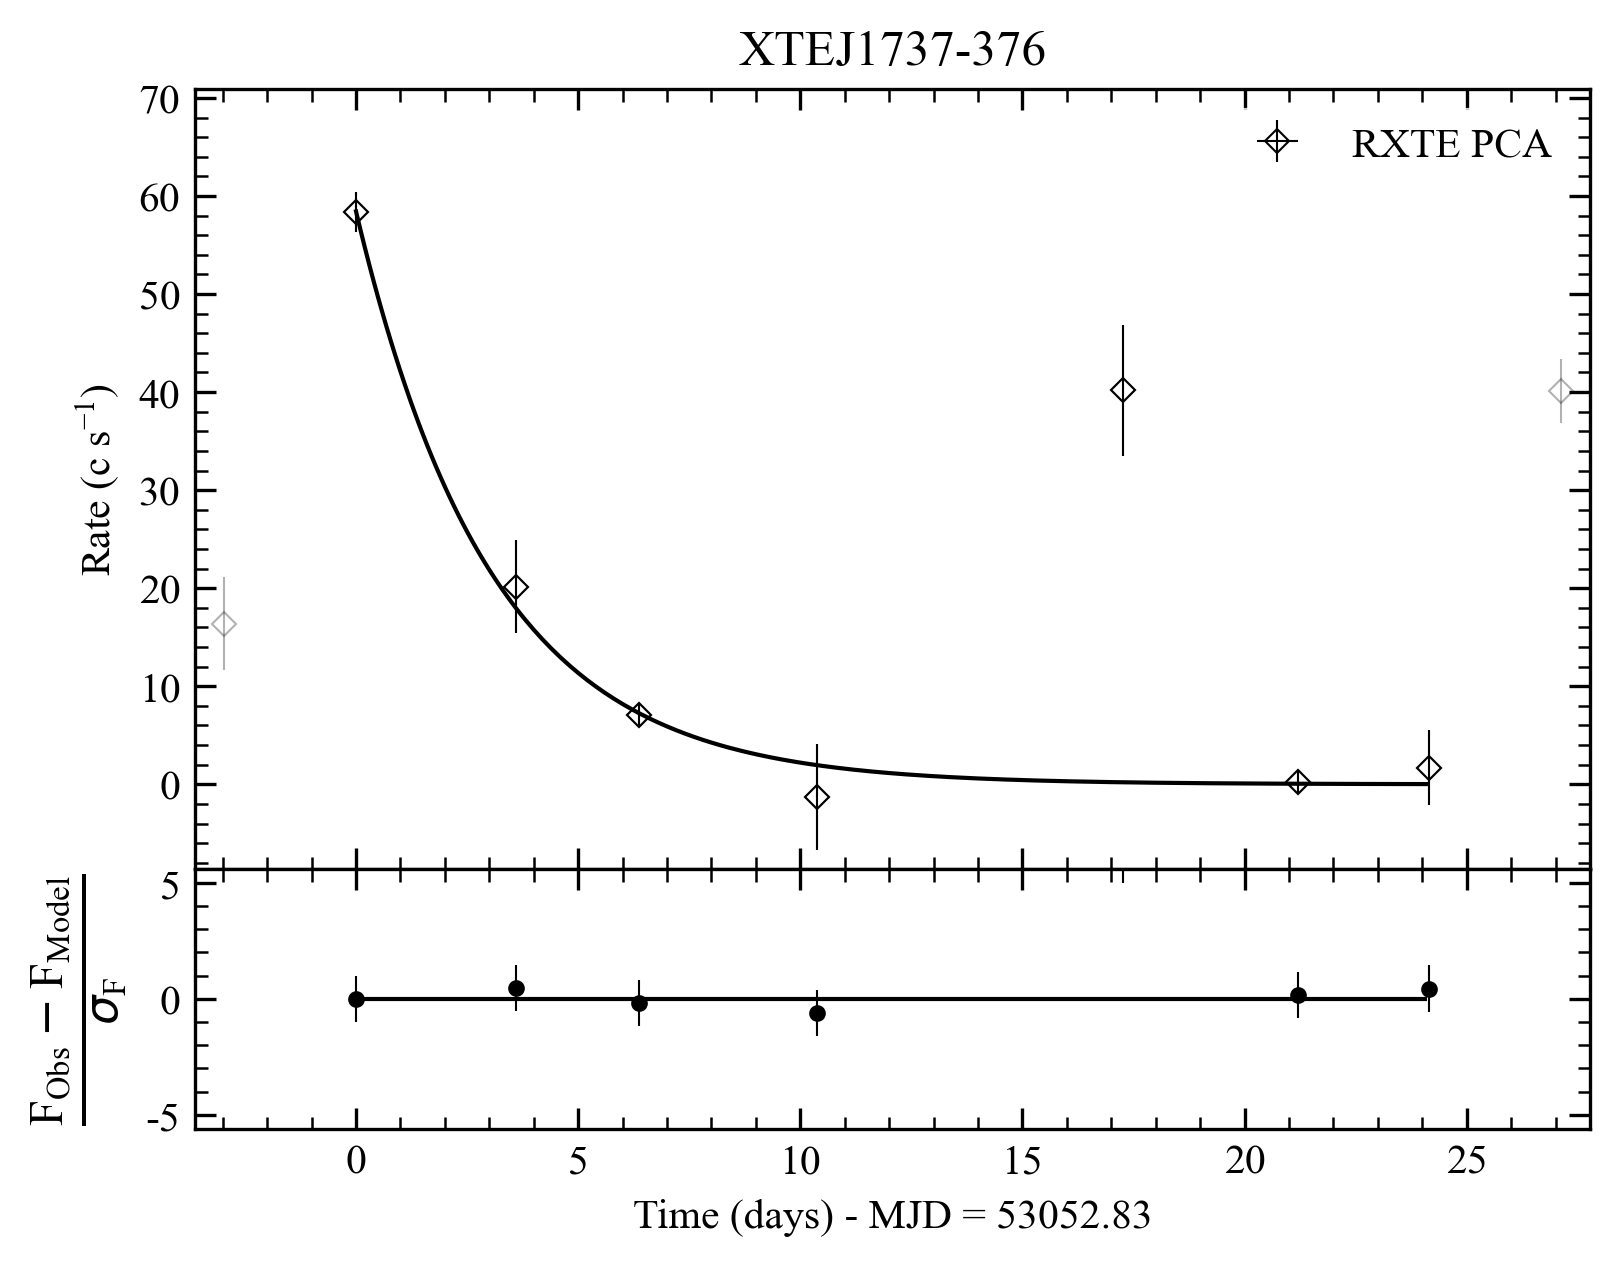 XTEJ1737-376
RXTE PCA
70
60
50
40
30
20
10
0
Rate (c s⁻¹)
5
0
-5
F_Obs − F_Model
σ_F
0 5 10 15 20 25
Time (days) - MJD = 53052.83